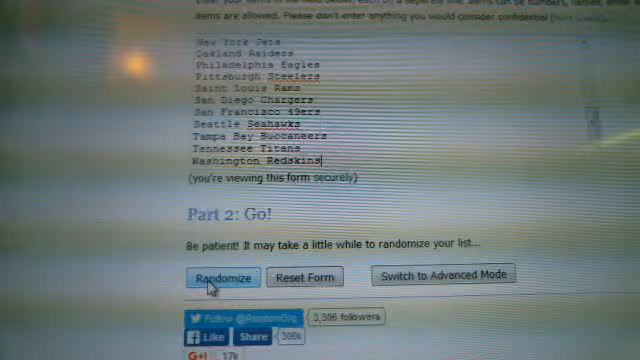 items are allowed. Please don't enter anything you would consider confidential
New York Jets
Oakland Raiders
Philadelphia Eagles
Pittsburgh Steelers
Saint Louis Rams
San Diego Chargers
San Francisco 49ers
Seattle Seahawks
Tampa Bay Buccaneers
Tennessee Titans
Washington Redskins
(you're viewing this form securely)
Part 2: Go!
Be patient! It may take a little while to randomize your list...
Randomize Reset Form Switch to Advanced Mode
Follow @RandomOrg 3,306 followers
Like Share 306k
G+1 17k